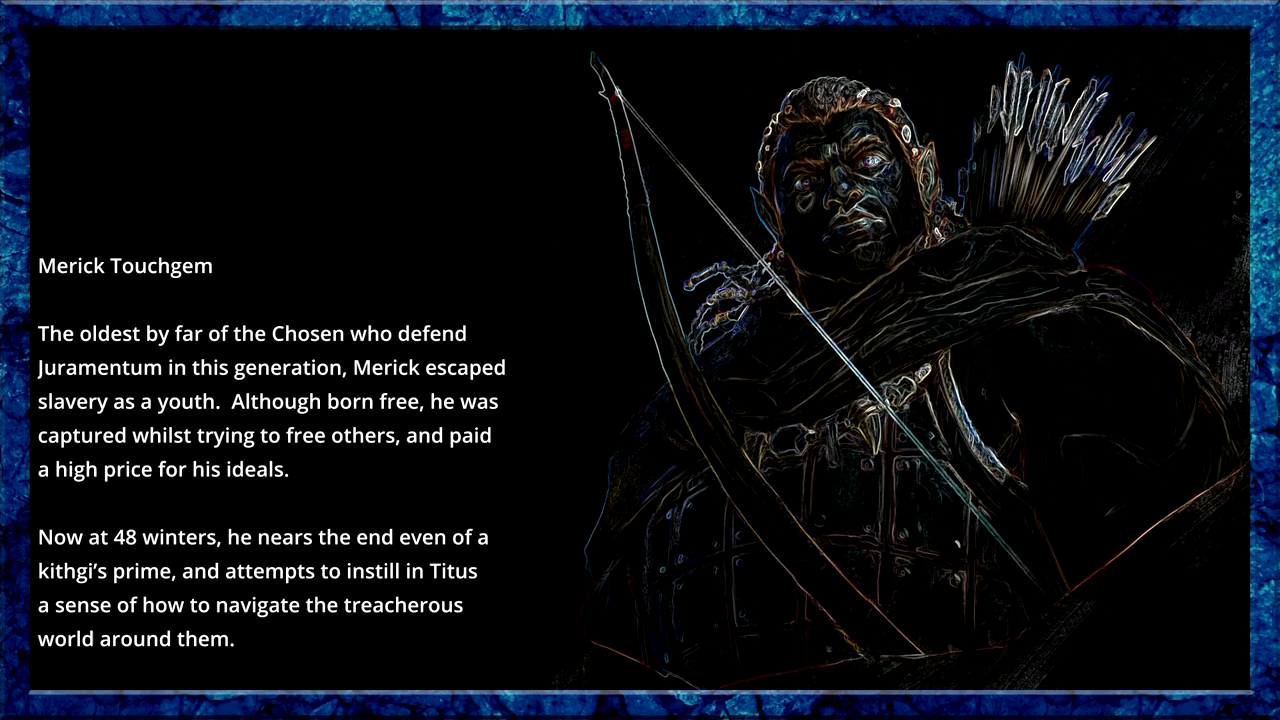 Merick Touchgem
The oldest by far of the Chosen who defend
Juramentum in this generation, Merick escaped
slavery as a youth.  Although born free, he was
captured whilst trying to free others, and paid
a high price for his ideals.
Now at 48 winters, he nears the end even of a
kithgi’s prime, and attempts to instill in Titus
a sense of how to navigate the treacherous
world around them.